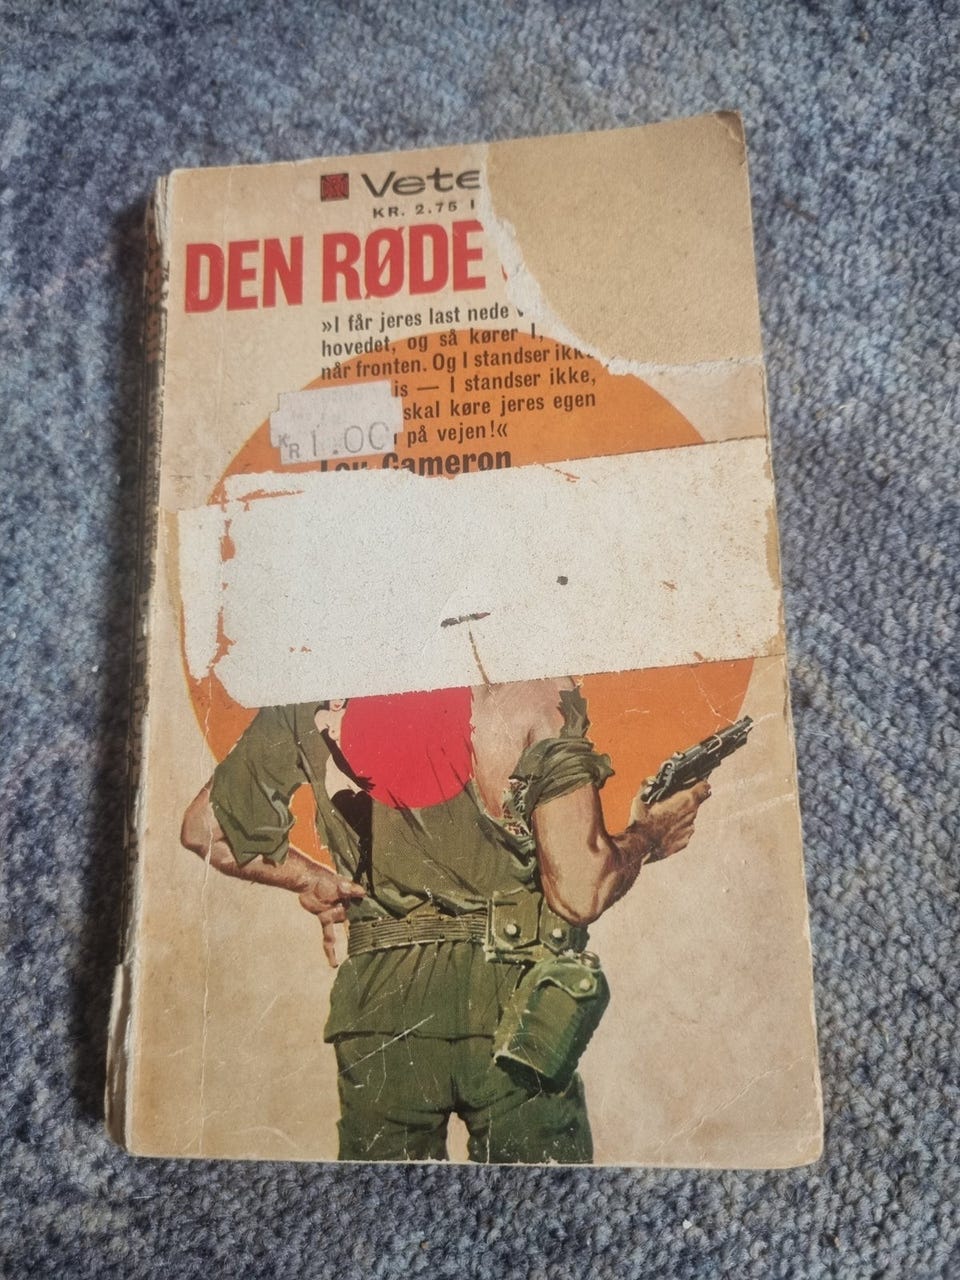 Vete
KR. 2.75 I
DEN RØDE
»I får jeres last nede
hovedet, og så kører I,
når fronten. Og I standser ikke
is — I standser ikke,
skal køre jeres egen
på vejen!«
Lou Cameron
KR 1.00